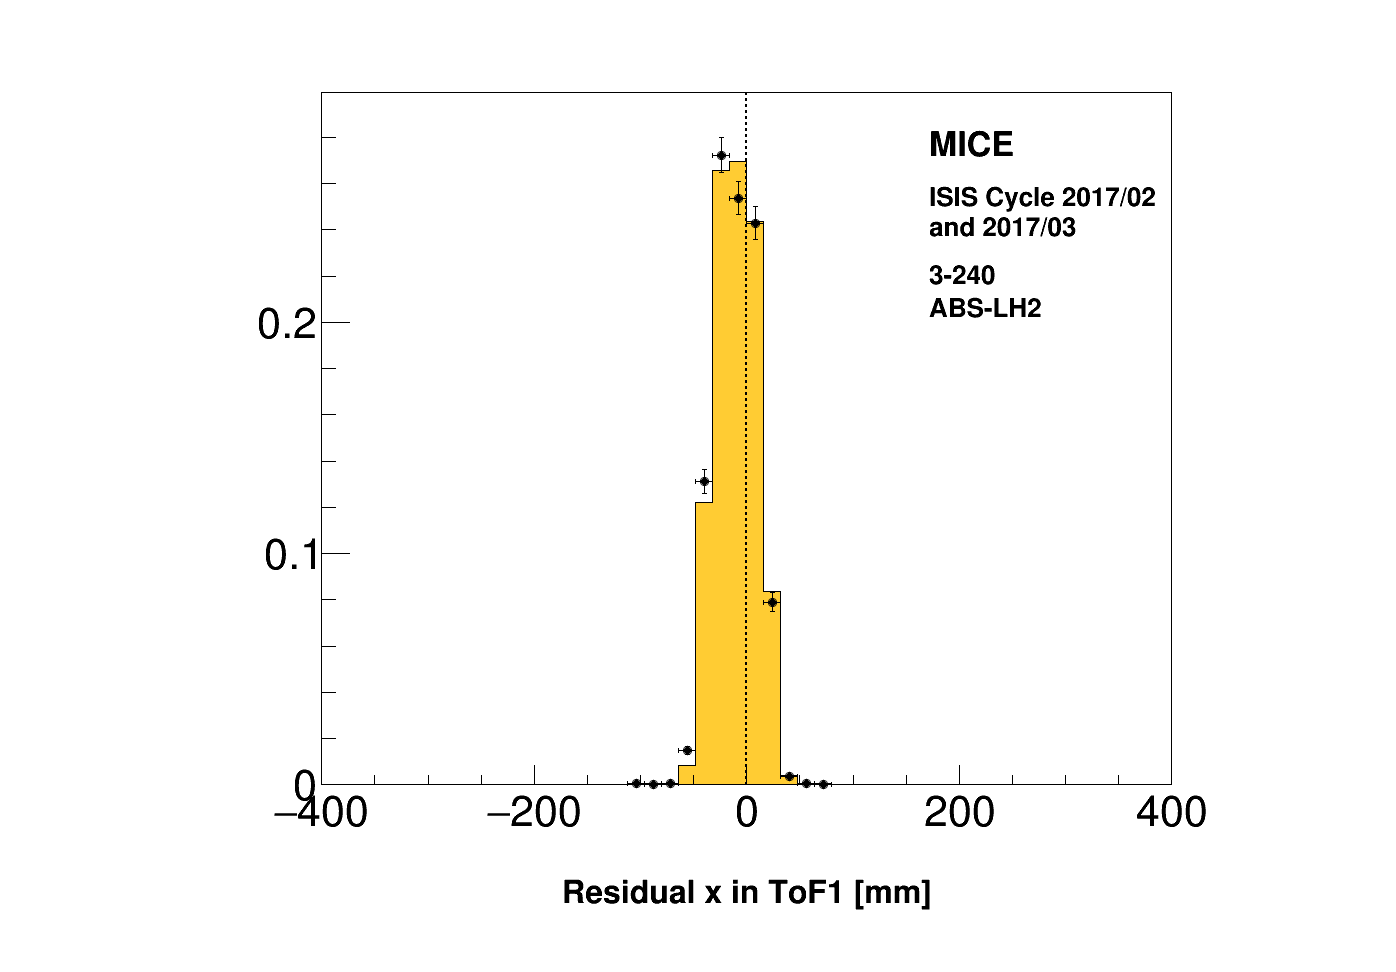 MICE
ISIS Cycle 2017/02
and 2017/03
3-240
ABS-LH2
0.2
0.1
0
−400 −200 0 200 400
Residual x in ToF1 [mm]